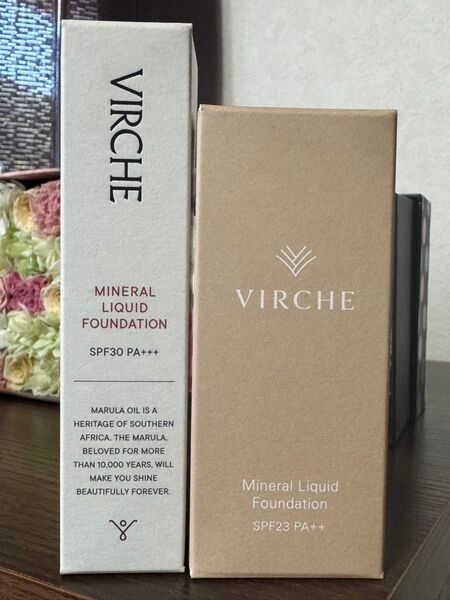 VIRCHE
MINERAL
LIQUID
FOUNDATION
SPF30 PA+++
MARULA OIL IS A
HERITAGE OF SOUTHERN
AFRICA. THE MARULA,
BELOVED FOR MORE
THAN 10,000 YEARS, WILL
MAKE YOU SHINE
BEAUTIFULLY FOREVER.
VIRCHE
Mineral Liquid
Foundation
SPF23 PA++